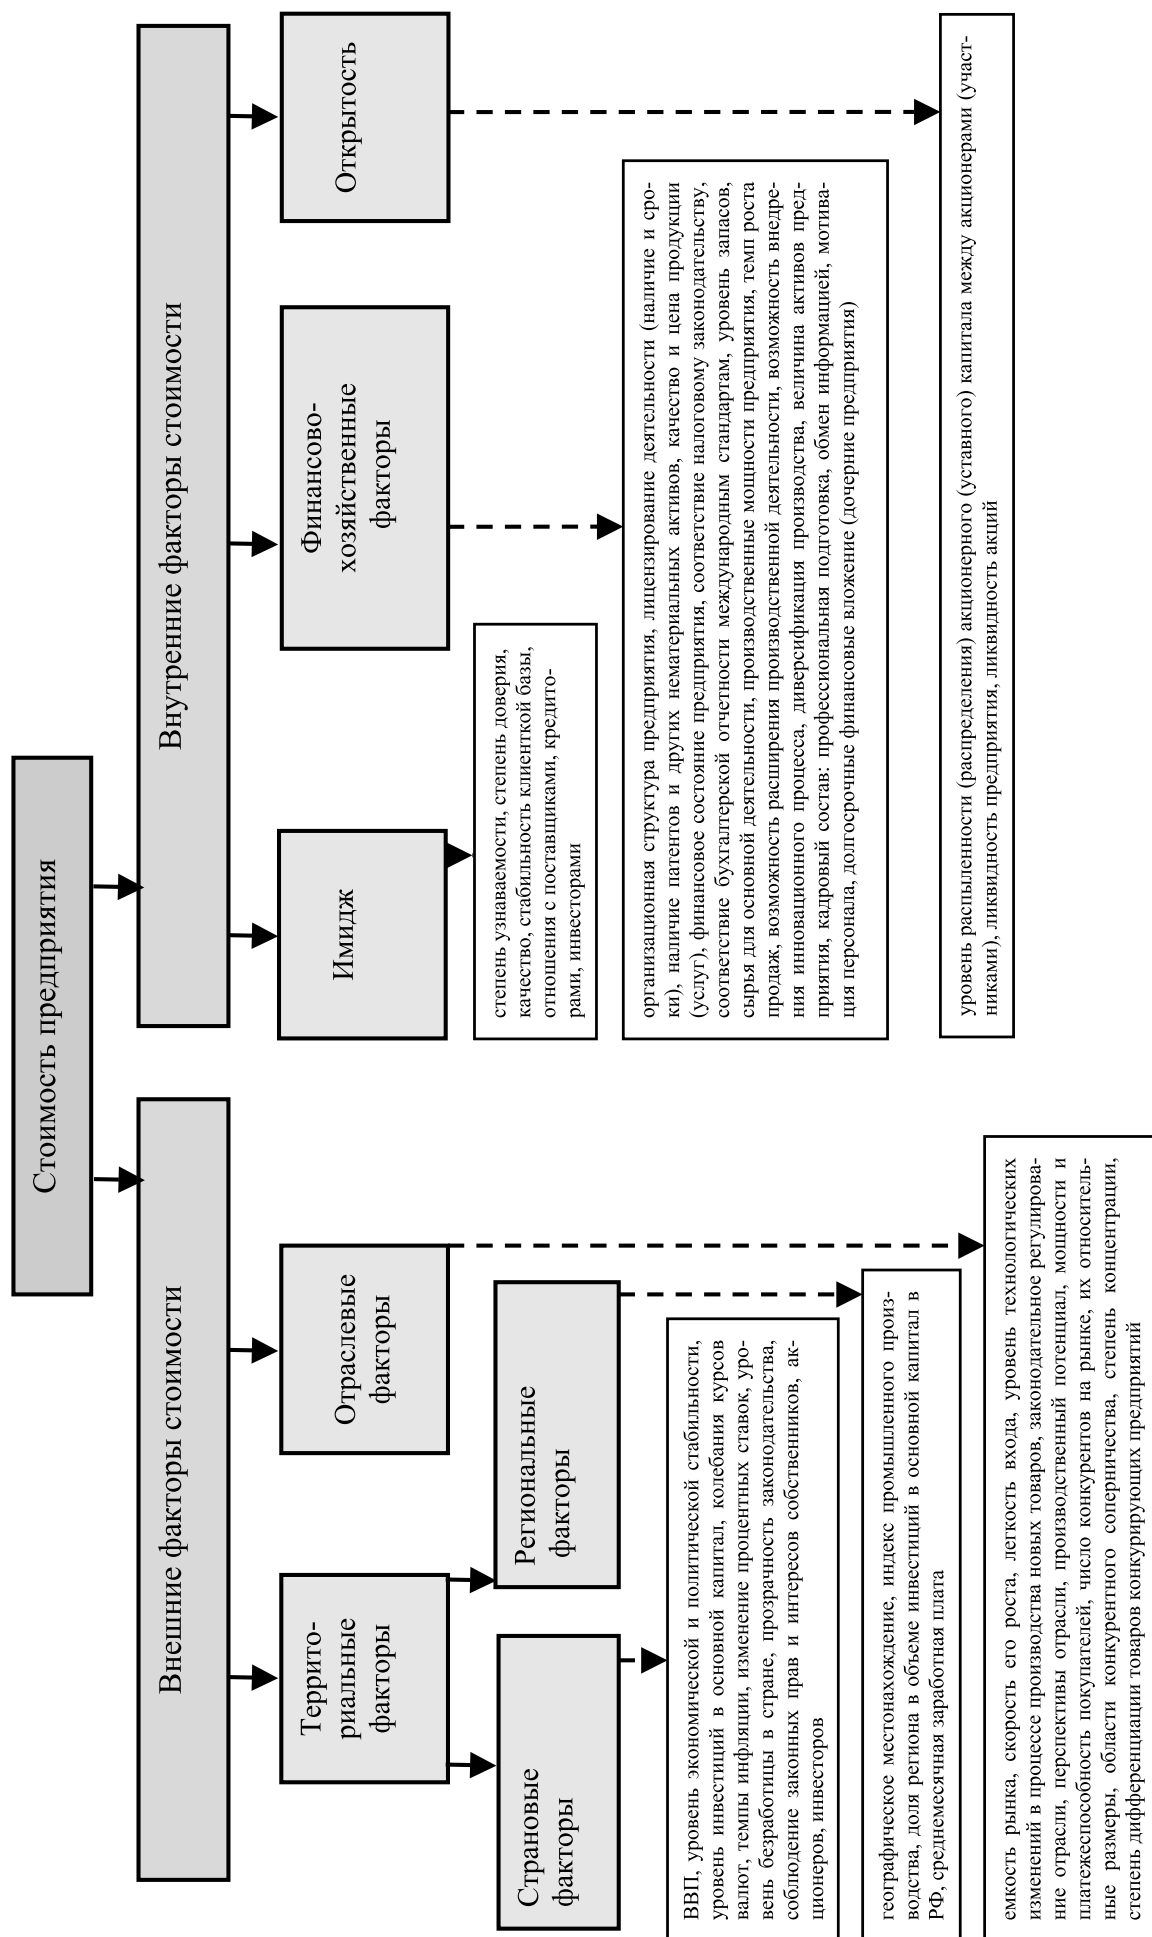 Стоимость предприятия
Внешние факторы стоимости
Внутренние факторы стоимости
Террито-
риальные
факторы
Отраслевые
факторы
Имидж
Финансово-
хозяйственные
факторы
Открытость
Страновые
факторы
Региональные
факторы
степень узнаваемости, степень доверия,
качество, стабильность клиенткой базы,
отношения с поставщиками, кредито-
рами, инвесторами
организационная структура предприятия, лицензирование деятельности (наличие и сро-
ки), наличие патентов и других нематериальных активов, качество и цена продукции
(услуг), финансовое состояние предприятия, соответствие налоговому законодательству,
соответствие бухгалтерской отчетности международным стандартам, уровень запасов,
сырья для основной деятельности, производственные мощности предприятия, темп роста
продаж, возможность расширения производственной деятельности, возможность внедре-
ния инновационного процесса, диверсификация производства, величина активов пред-
приятия, кадровый состав: профессиональная подготовка, обмен информацией, мотива-
ция персонала, долгосрочные финансовые вложение (дочерние предприятия)
уровень распыленности (распределения) акционерного (уставного) капитала между акционерами (участ-
никами), ликвидность предприятия, ликвидность акций
ВВП, уровень экономической и политической стабильности,
уровень инвестиций в основной капитал, колебания курсов
валют, темпы инфляции, изменение процентных ставок, уро-
вень безработицы в стране, прозрачность законодательства,
соблюдение законных прав и интересов собственников, ак-
ционеров, инвесторов
географическое местонахождение, индекс промышленного произ-
водства, доля региона в объеме инвестиций в основной капитал в
РФ, среднемесячная заработная плата
емкость рынка, скорость его роста, легкость входа, уровень технологических
изменений в процессе производства новых товаров, законодательное регулирова-
ние отрасли, перспективы отрасли, производственный потенциал, мощности и
платежеспособность покупателей, число конкурентов на рынке, их относитель-
ные размеры, области конкурентного соперничества, степень концентрации,
степень дифференциации товаров конкурирующих предприятий